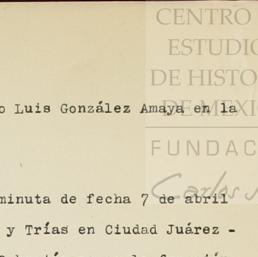 CENTRO
ESTUDIO
DE HISTO
DE MEXI
o Luis González Amaya en la
FUNDAC
Carlos
minuta de fecha 7 de abril
y Trías en Ciudad Juárez -